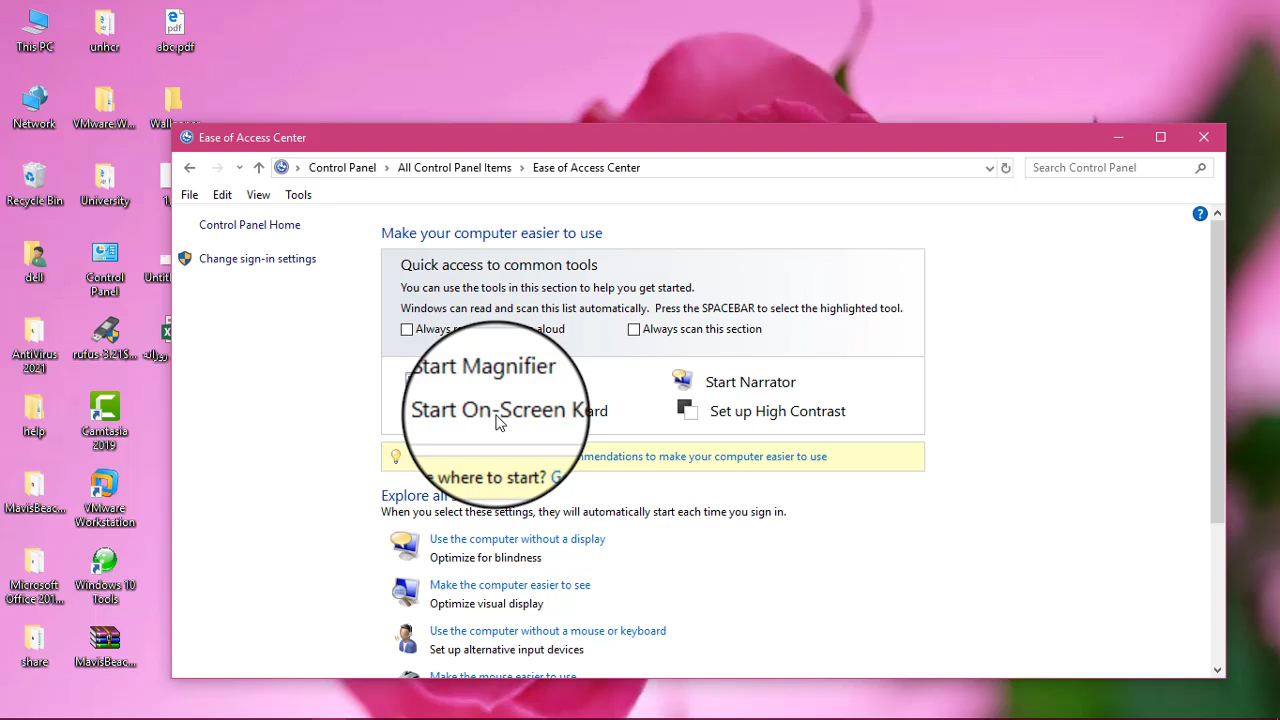 This PC
unhcr
abc.pdf
Network
VMware.W...
Recycle Bin
University
dell
Control
Panel
AntiVirus
2021
rufus-3.21S...
help
Camtasia
2019
MavisBeac...
VMware
Workstation
Microsoft
Office 201...
Windows 10
Tools
share
MavisBeac...
Ease of Access Center
Control Panel
All Control Panel Items
Ease of Access Center
Search Control Panel
File
Edit
View
Tools
Control Panel Home
Change sign-in settings
Make your computer easier to use
Quick access to common tools
You can use the tools in this section to help you get started.
Windows can read and scan this list automatically. Press the SPACEBAR to select the highlighted tool.
Always aloud
Always scan this section
Start Magnifier
Start Narrator
Start On-Screen K
Set up High Contrast
where to start? G
to make your computer easier to use
Explore all
When you select these settings, they will automatically start each time you sign in.
Use the computer without a display
Optimize for blindness
Make the computer easier to see
Optimize visual display
Use the computer without a mouse or keyboard
Set up alternative input devices
Make the mouse easier to use